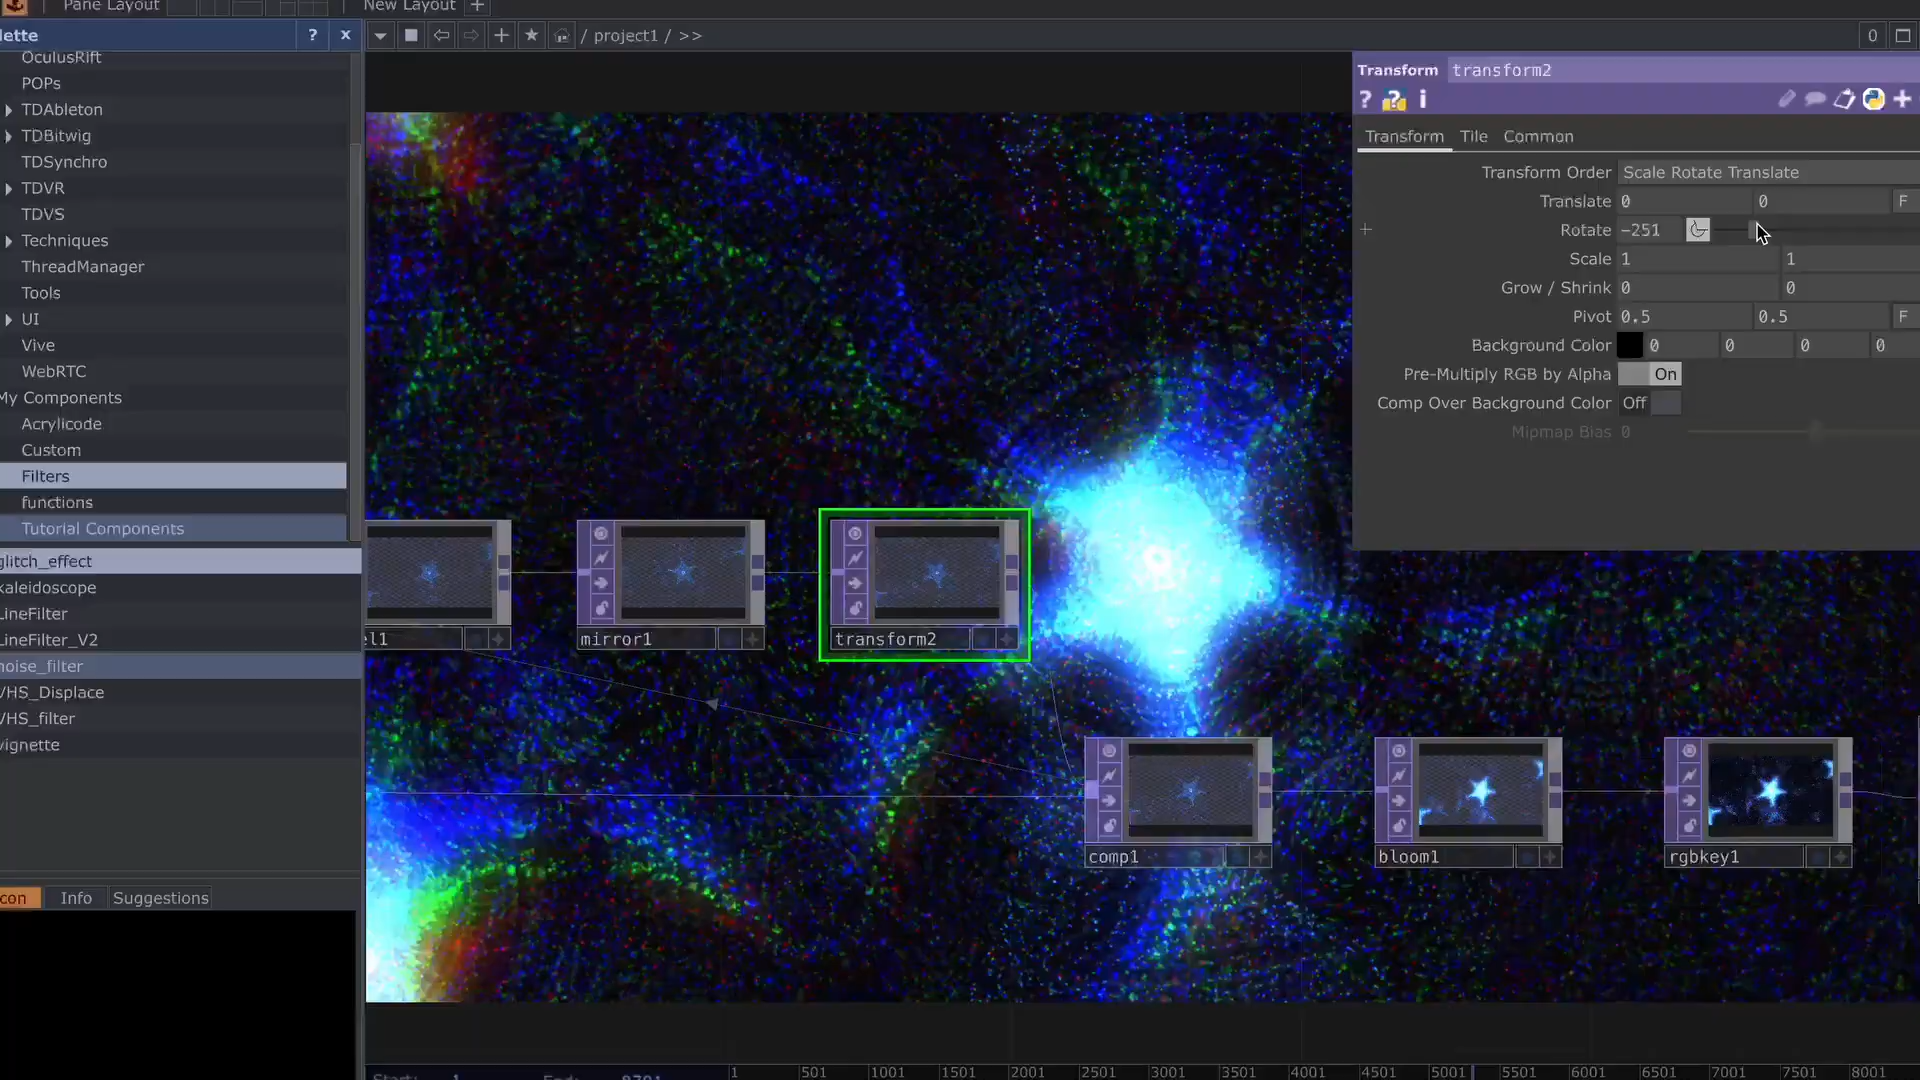 Pane Layout
New Layout +
lette ? x
/ project1 / >>
0
OculusRift
POPs
TDAbleton
TDBitwig
TDSynchro
TDVR
TDVS
Techniques
ThreadManager
Tools
UI
Vive
WebRTC
My Components
Acrylicode
Custom
Filters
functions
Tutorial Components
glitch_effect
kaleidoscope
LineFilter
LineFilter_V2
noise_filter
VHS_Displace
VHS_filter
vignette
con Info Suggestions
Transform transform2
? ? i
Transform Tile Common
Transform Order Scale Rotate Translate
Translate 0 0 F
Rotate -251
Scale 1 1
Grow / Shrink 0 0
Pivot 0.5 0.5 F
Background Color 0 0 0 0
Pre-Multiply RGB by Alpha On
Comp Over Background Color Off
Mipmap Bias 0
el1
mirror1
transform2
comp1
bloom1
rgbkey1
1 501 1001 1501 2001 2501 3001 3501 4001 4501 5001 5501 6001 6501 7001 7501 8001